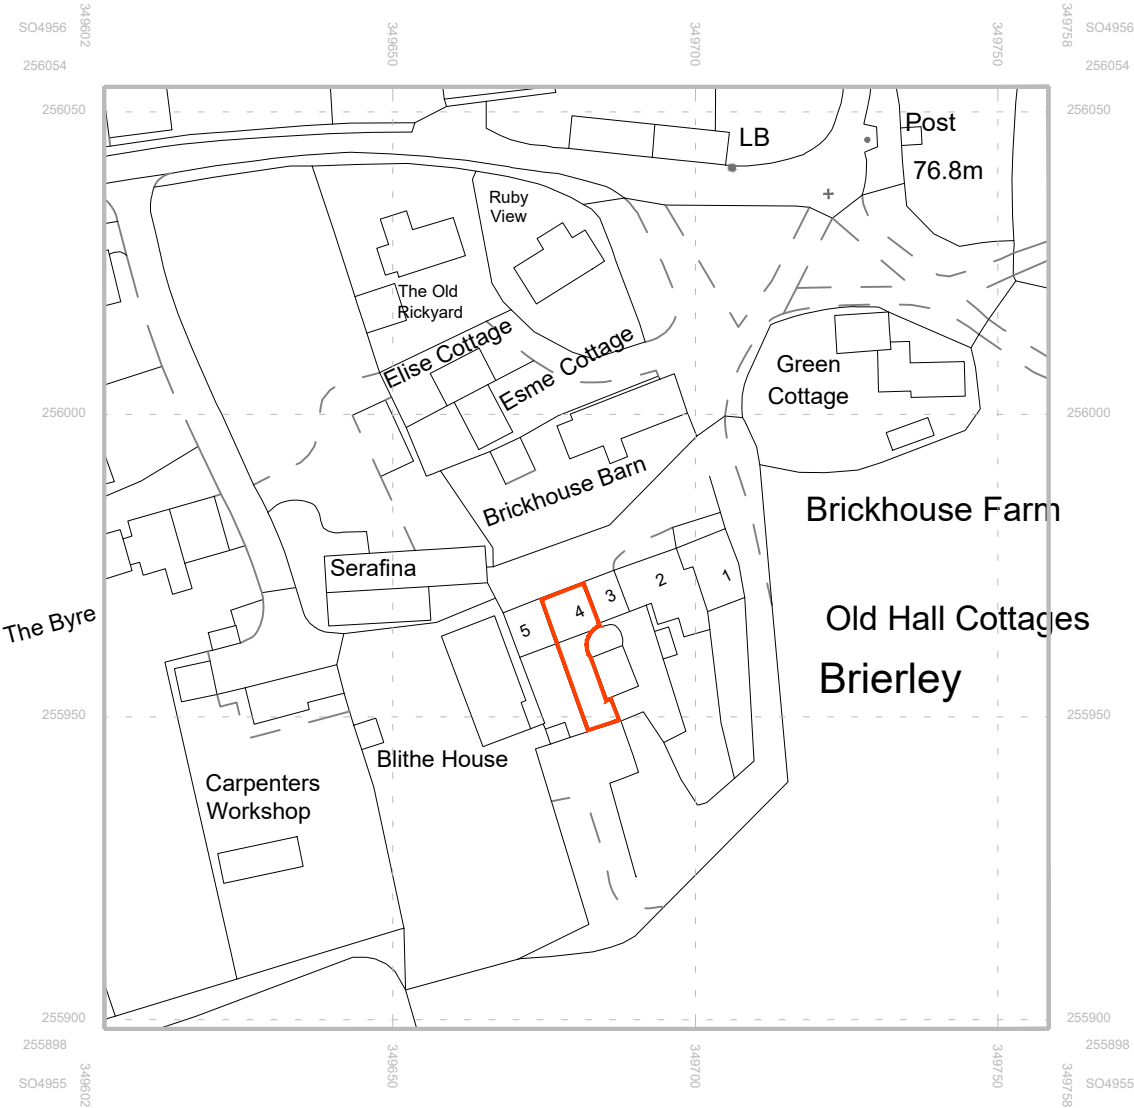 349602
349650
349700
349750
349758
SO4956
SO4956
256054
256054
256050
256050
LB
Post
76.8m
Ruby
View
The Old
Rickyard
Elise Cottage
Esme Cottage
Green
Cottage
256000
256000
Brickhouse Barn
Brickhouse Farm
Serafina
The Byre
5
4
3
2
1
Old Hall Cottages
Brierley
255950
255950
Blithe House
Carpenters
Workshop
255900
255900
255898
255898
SO4955
SO4955
349602
349650
349700
349750
349758